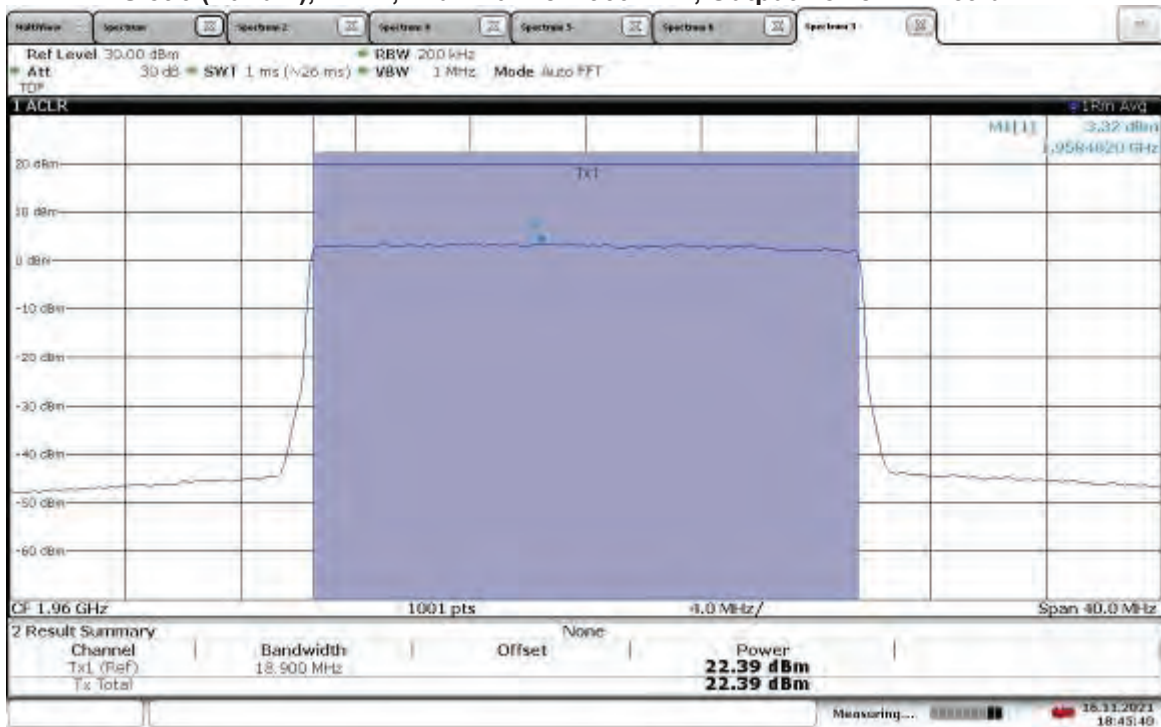 MultiView Spectrum Spectrum 2 Spectrum 5 Spectrum 3
Ref Level 30.00 dBm RBW 200 kHz
Att 30 dB SWT 1 ms (~26 ms) VBW 1 MHz Mode Auto FFT
TDF
1 ACLR 1Rm Avg
M1[1] 3.32 dBm
GHz
20 dBm
Tx1
10 dBm
0 dBm
-10 dBm
-20 dBm
-30 dBm
-40 dBm
-50 dBm
-60 dBm
CF 1.96 GHz 1001 pts 4.0 MHz/ Span 40.0 MHz
2 Result Summary None
Channel Bandwidth Offset Power
Tx1 (Ref) 18.900 MHz 22.39 dBm
Tx Total 22.39 dBm
Measuring... 16.11.2021
18:45:40